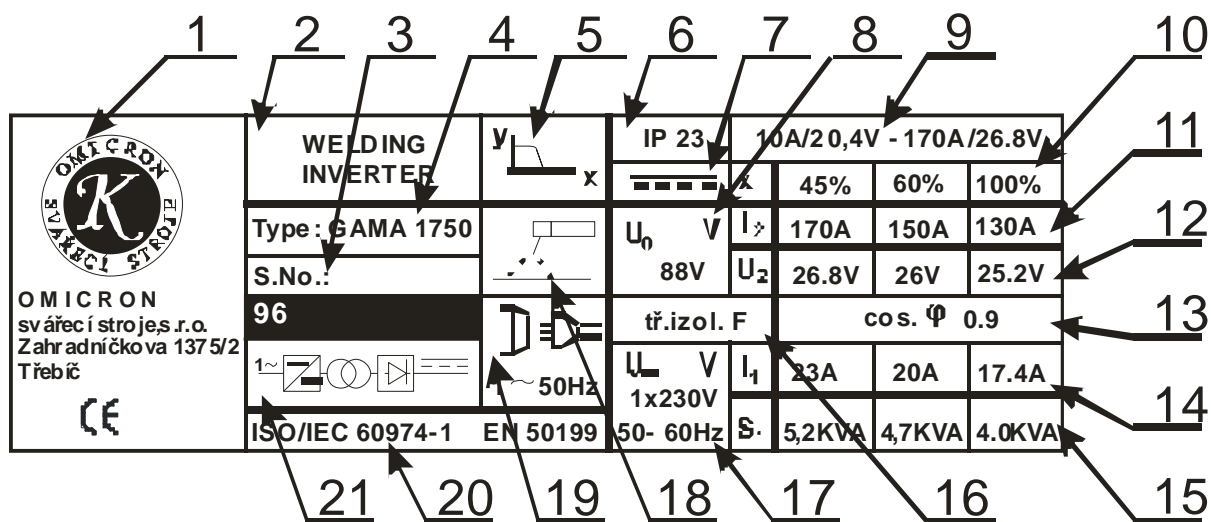 1 2 3 4 5 6 7 8 9 10
11
12
13
14
15
16
17
18
19
20
21
OMICRON
K
SVÁŘECÍ STROJE
OMICRON
svářecí stroje,s.r.o.
Zahradníčkova 1375/2
Třebíč
CE
WELDING
INVERTER
Type: GAMA 1750
S.No.:
96
1~
ISO/IEC 60974-1 EN 50199
y
x
~ 50Hz
IP 23
10A/20,4V - 170A/26.8V
X 45% 60% 100%
U0 V
88V
I2 170A 150A 130A
U2 26.8V 26V 25.2V
tř.izol. F
cos. φ 0.9
V
1x230V
50- 60Hz
I1 23A 20A 17.4A
5,2KVA 4,7KVA 4.0KVA